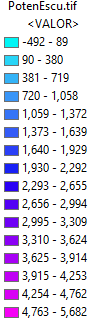 PotenEscu.tif
<VALOR>
-492 - 89
90 - 380
381 - 719
720 - 1,058
1,059 - 1,372
1,373 - 1,639
1,640 - 1,929
1,930 - 2,292
2,293 - 2,655
2,656 - 2,994
2,995 - 3,309
3,310 - 3,624
3,625 - 3,914
3,915 - 4,253
4,254 - 4,762
4,763 - 5,682